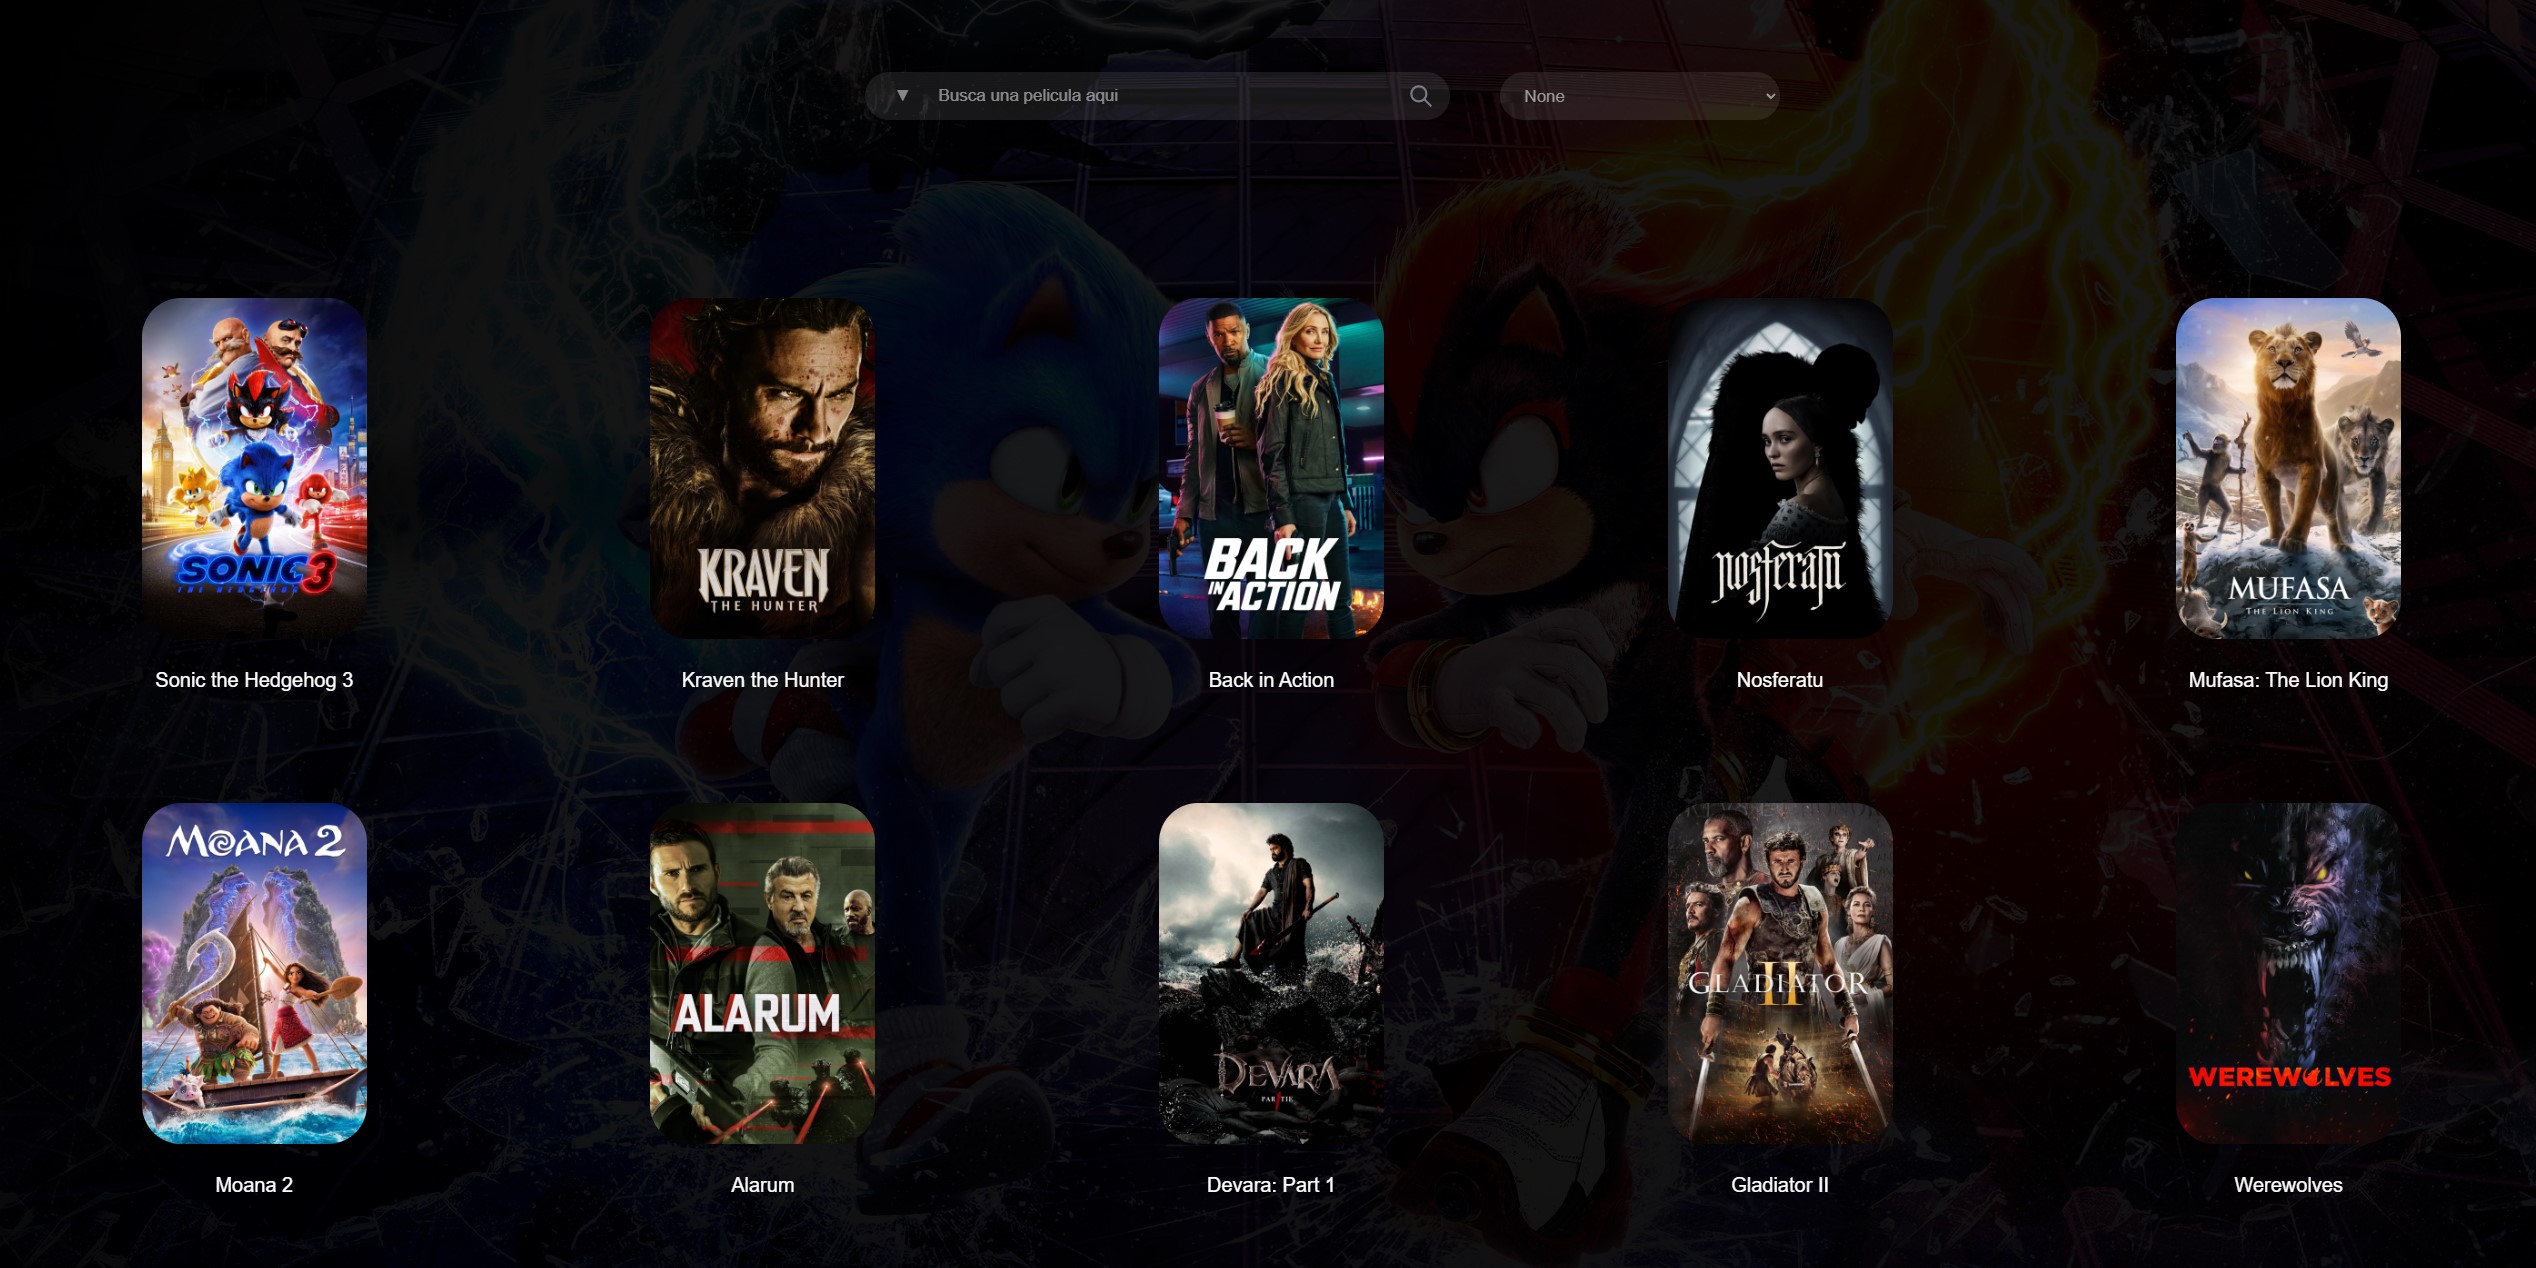 ▼ Busca una pelicula aqui
None
SONIC 3
KRAVEN
THE HUNTER
BACK
IN ACTION
nosferatu
MUFASA
THE LION KING
Sonic the Hedgehog 3
Kraven the Hunter
Back in Action
Nosferatu
Mufasa: The Lion King
MOANA 2
ALARUM
DEVARA
GLADIATOR
II
WEREWOLVES
Moana 2
Alarum
Devara: Part 1
Gladiator II
Werewolves